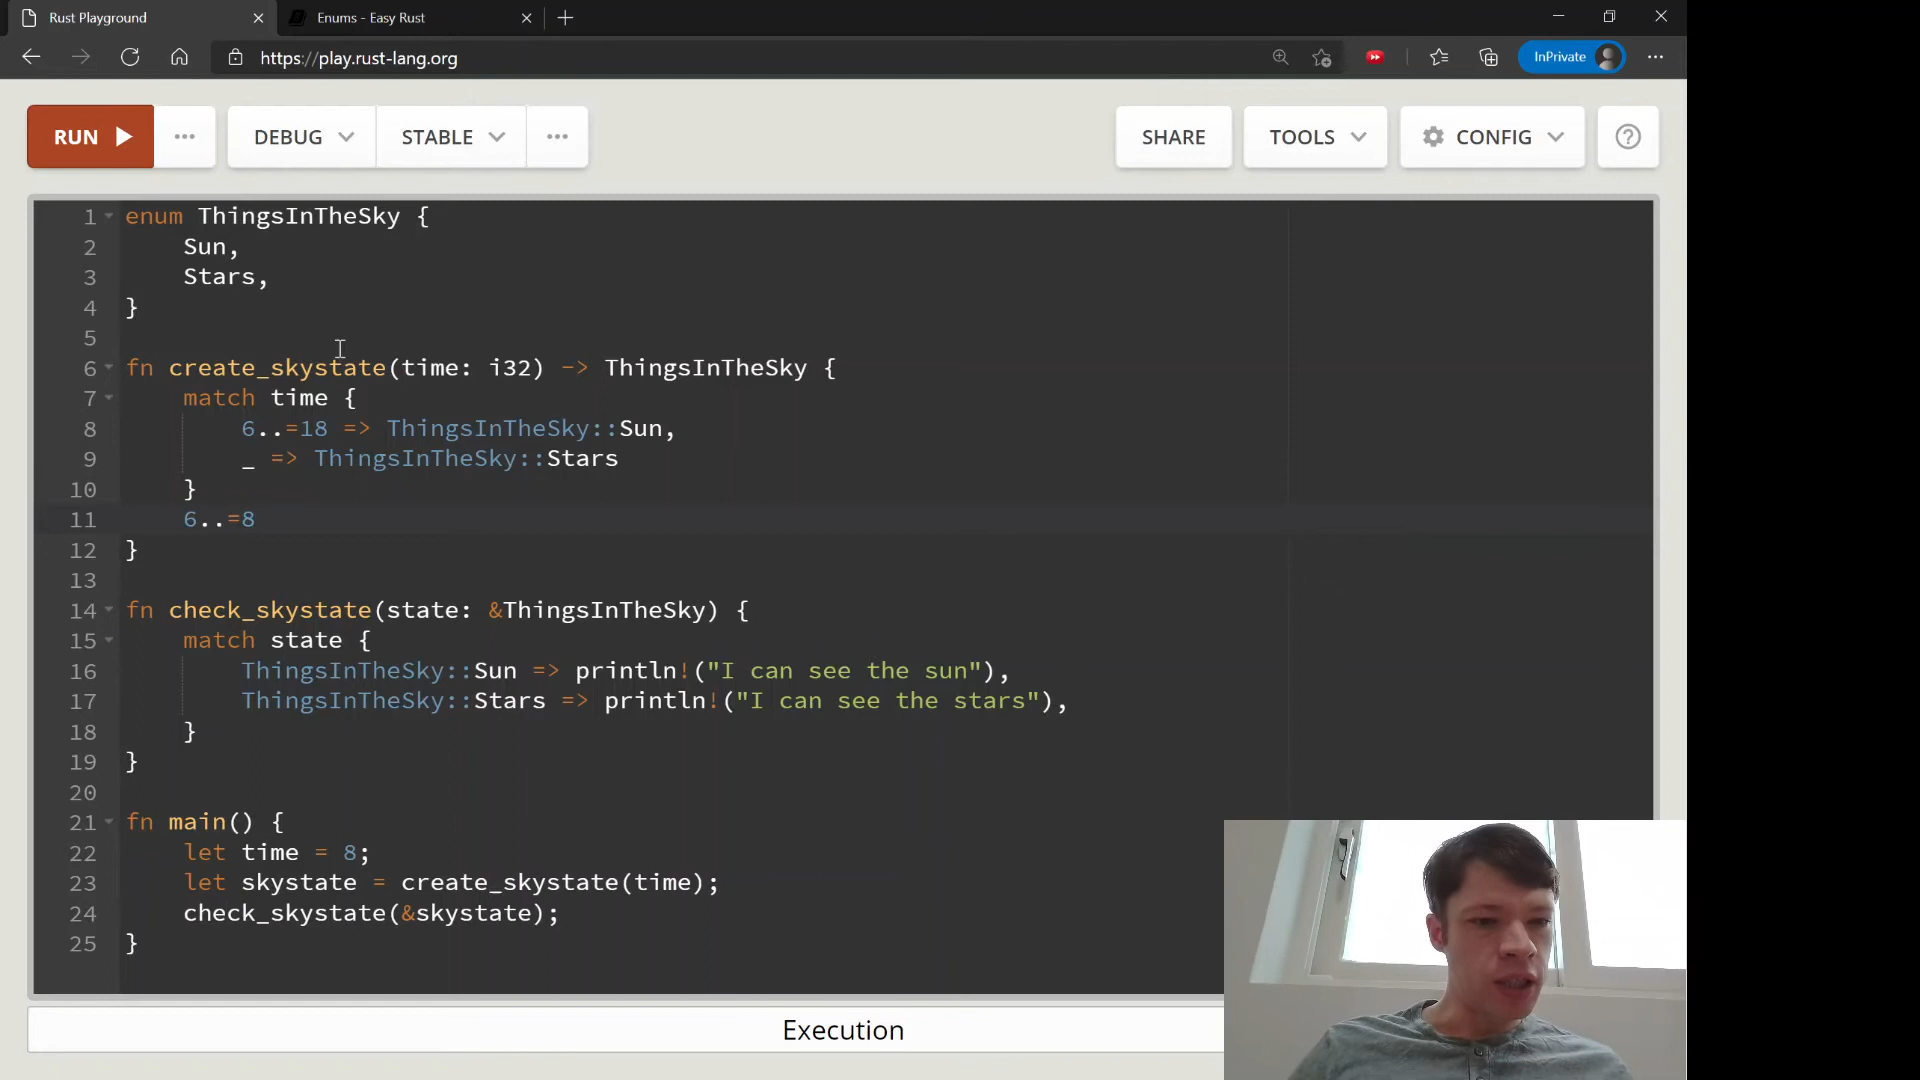 Rust Playground
Enums - Easy Rust
https://play.rust-lang.org
InPrivate
RUN
DEBUG
STABLE
SHARE
TOOLS
CONFIG
1 enum ThingsInTheSky {
2     Sun,
3     Stars,
4 }
5
6 fn create_skystate(time: i32) -> ThingsInTheSky {
7     match time {
8         6..=18 => ThingsInTheSky::Sun,
9         _ => ThingsInTheSky::Stars
10     }
11     6..=8
12 }
13
14 fn check_skystate(state: &ThingsInTheSky) {
15     match state {
16         ThingsInTheSky::Sun => println!("I can see the sun"),
17         ThingsInTheSky::Stars => println!("I can see the stars"),
18     }
19 }
20
21 fn main() {
22     let time = 8;
23     let skystate = create_skystate(time);
24     check_skystate(&skystate);
25 }
Execution